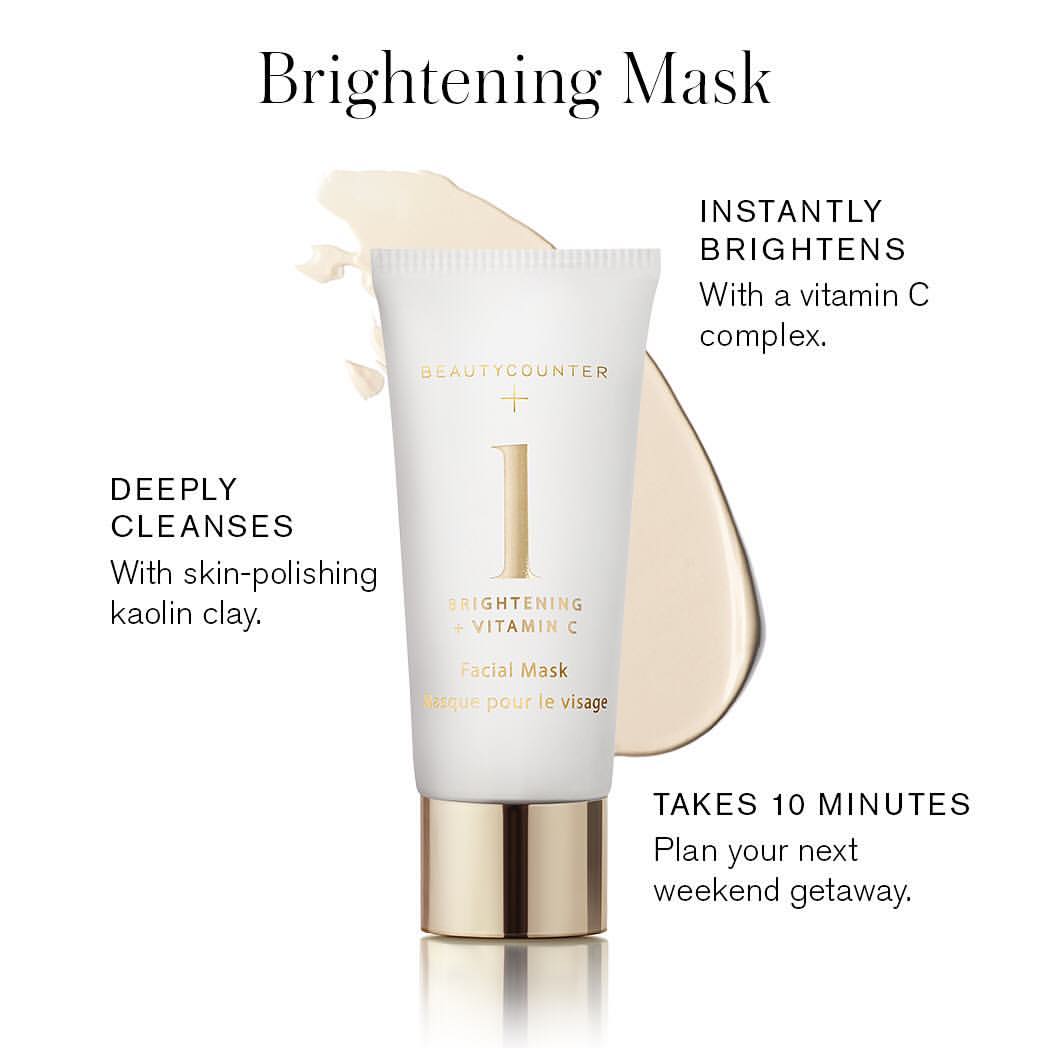 Brightening Mask
INSTANTLY
BRIGHTENS
With a vitamin C
complex.
BEAUTYCOUNTER
+
1
BRIGHTENING
+ VITAMIN C
Facial Mask
Masque pour le visage
DEEPLY
CLEANSES
With skin-polishing
kaolin clay.
TAKES 10 MINUTES
Plan your next
weekend getaway.